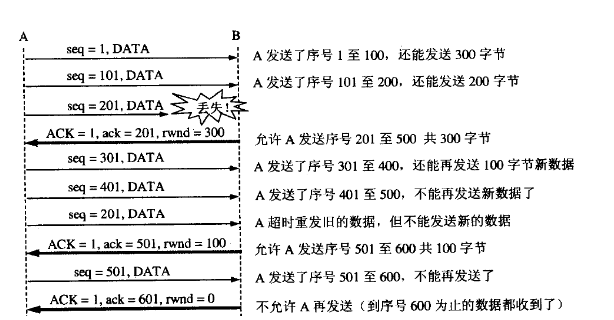 A B
seq = 1, DATA A 发送了序号 1 至 100，还能发送 300 字节
seq = 101, DATA A 发送了序号 101 至 200，还能发送 200 字节
seq = 201, DATA 丢失！
ACK = 1, ack = 201, rwnd = 300 允许 A 发送序号 201 至 500 共 300 字节
seq = 301, DATA A 发送了序号 301 至 400，还能再发送 100 字节新数据
seq = 401, DATA A 发送了序号 401 至 500，不能再发送新数据了
seq = 201, DATA A 超时重发旧的数据，但不能发送新的数据
ACK = 1, ack = 501, rwnd = 100 允许 A 发送序号 501 至 600 共 100 字节
seq = 501, DATA A 发送了序号 501 至 600，不能再发送了
ACK = 1, ack = 601, rwnd = 0 不允许 A 再发送（到序号 600 为止的数据都收到了）